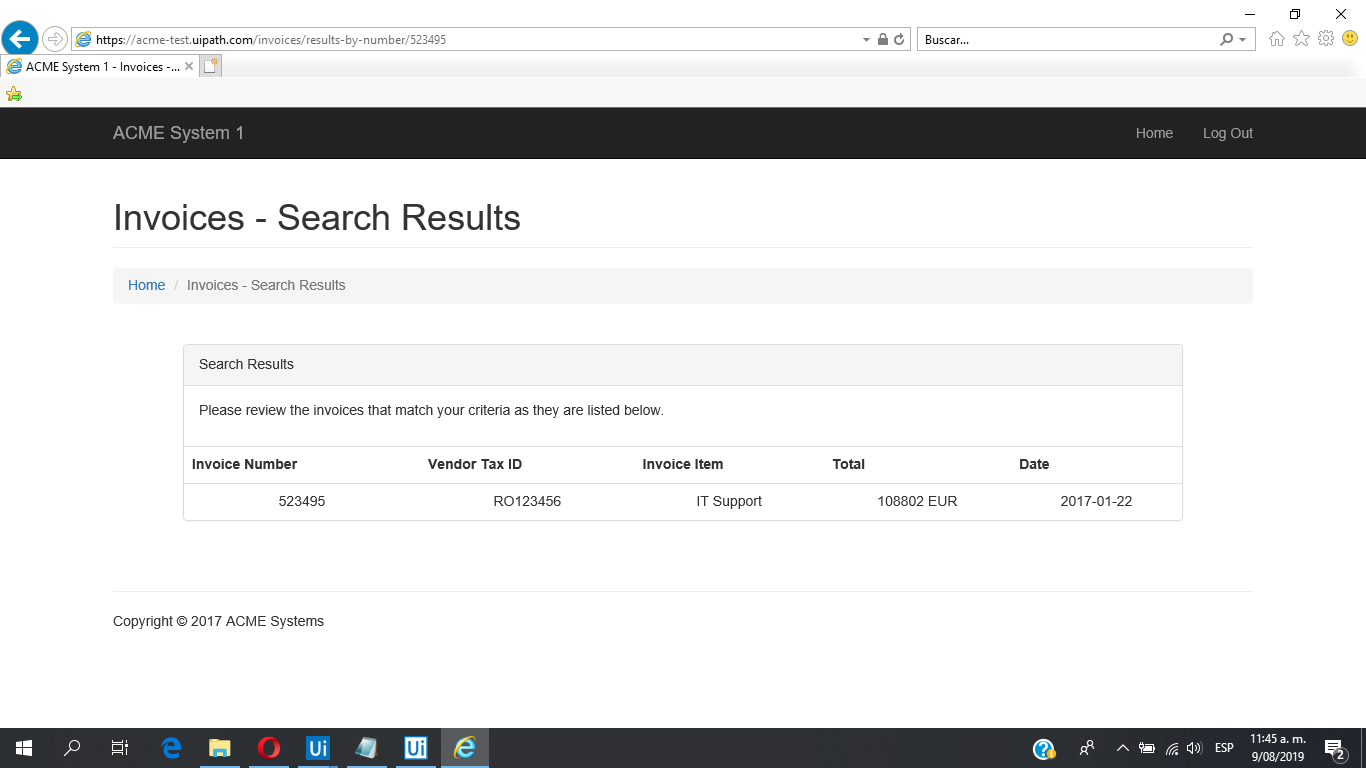 https://acme-test.uipath.com/invoices/results-by-number/523495
Buscar...
ACME System 1 - Invoices -...
ACME System 1
Home
Log Out
Invoices - Search Results
Home / Invoices - Search Results
Search Results
Please review the invoices that match your criteria as they are listed below.
Invoice Number Vendor Tax ID Invoice Item Total Date
523495 RO123456 IT Support 108802 EUR 2017-01-22
Copyright © 2017 ACME Systems
Ui
Ui
ESP
11:45 a. m.
9/08/2019
2